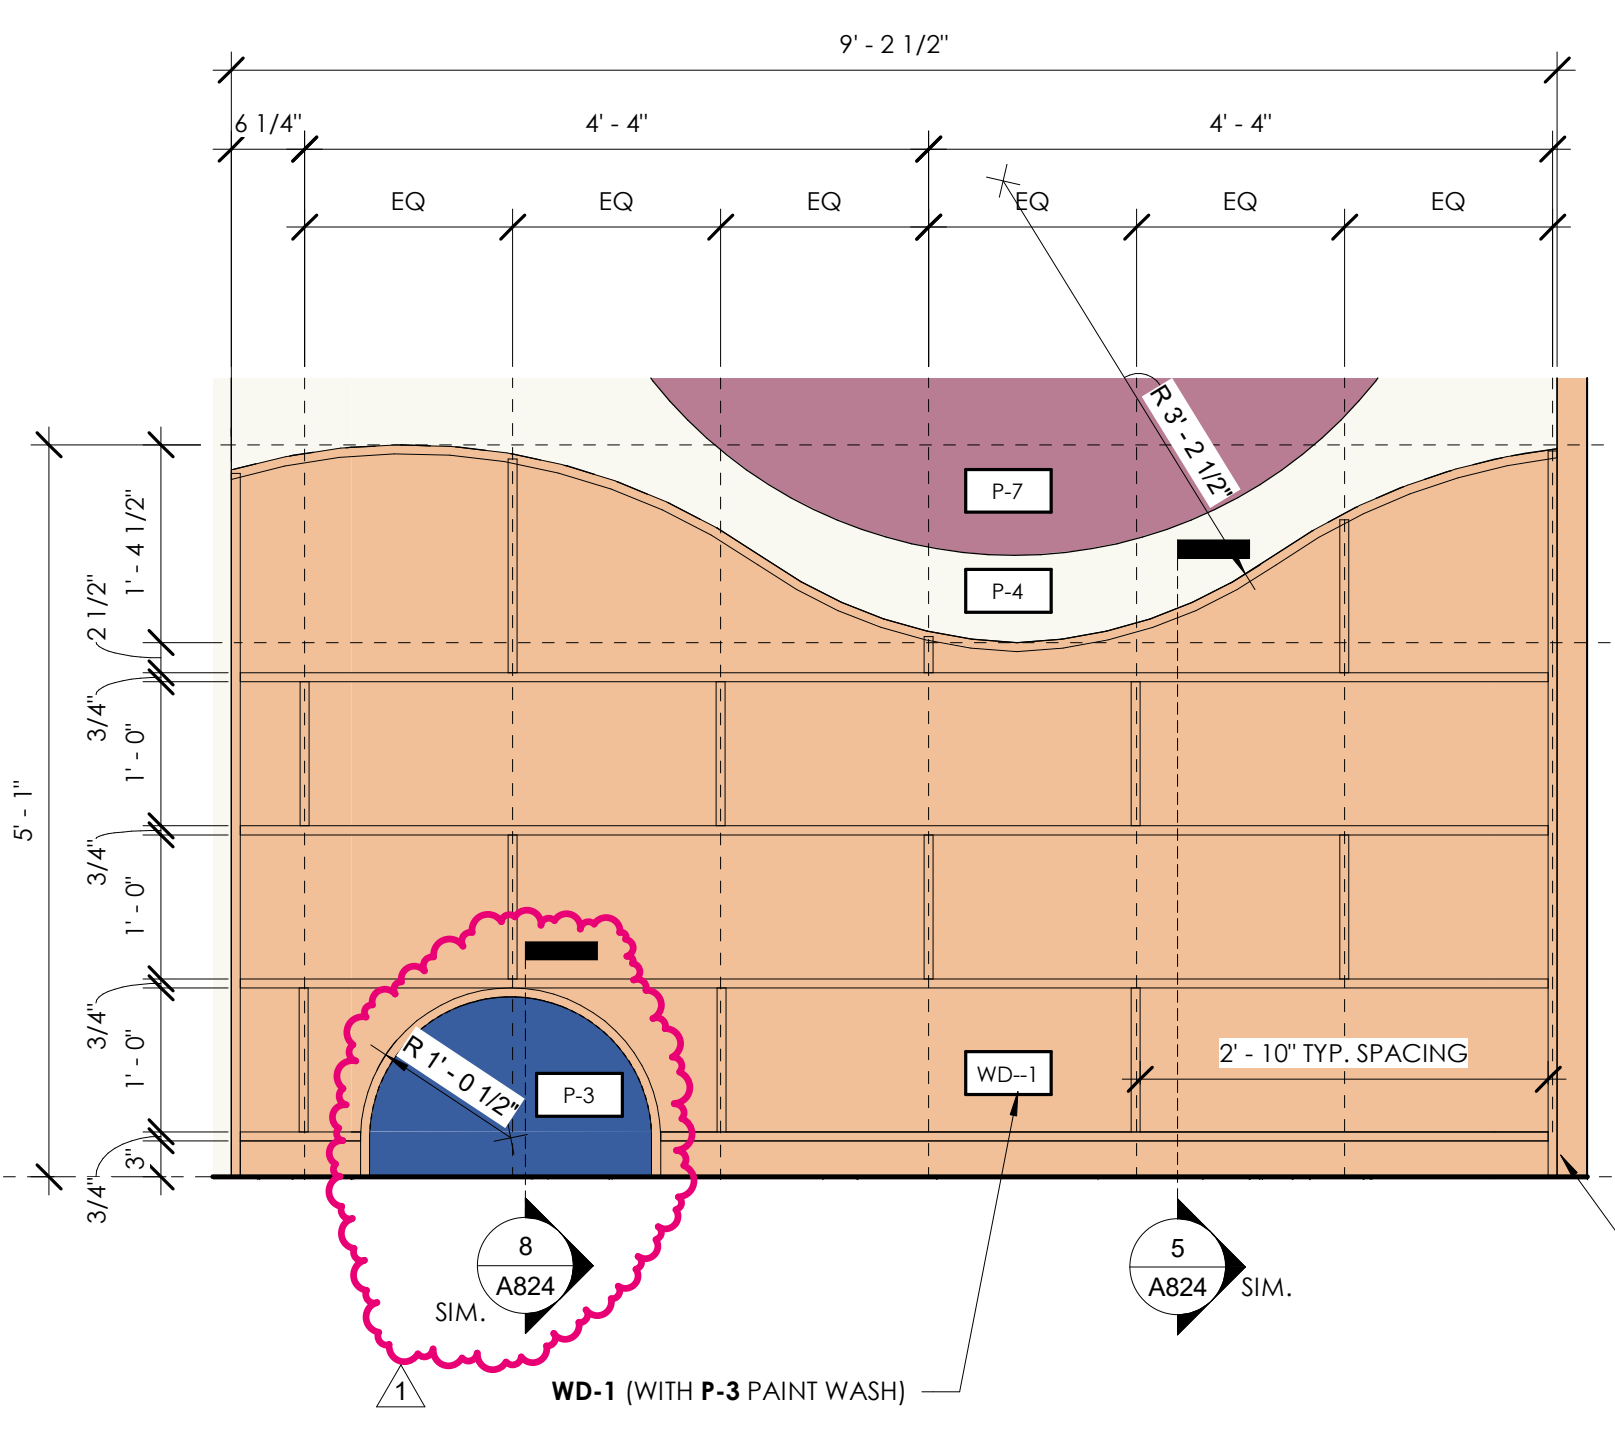 9' - 2 1/2"
6 1/4"
4' - 4"
4' - 4"
EQ
EQ
EQ
EQ
EQ
EQ
R 3' - 2 1/2"
P-7
P-4
1' - 4 1/2"
2 1/2"
3/4"
1' - 0"
5' - 1"
3/4"
1' - 0"
3/4"
1' - 0"
3"
3/4"
R 1' - 0 1/2"
P-3
WD--1
2' - 10" TYP. SPACING
8
A824
SIM.
5
A824
SIM.
1
WD-1 (WITH P-3 PAINT WASH)